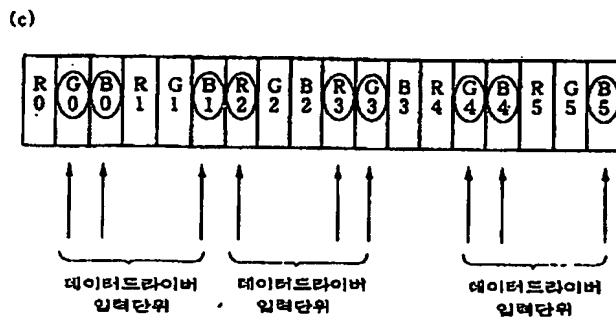 (c)
R G B R G B R G B R G B R G B R G B
0 0 0 1 1 1 2 2 2 3 3 3 4 4 4 5 5 5
데이터드라이버 데이터드라이버 데이터드라이버
입력단위 입력단위 입력단위